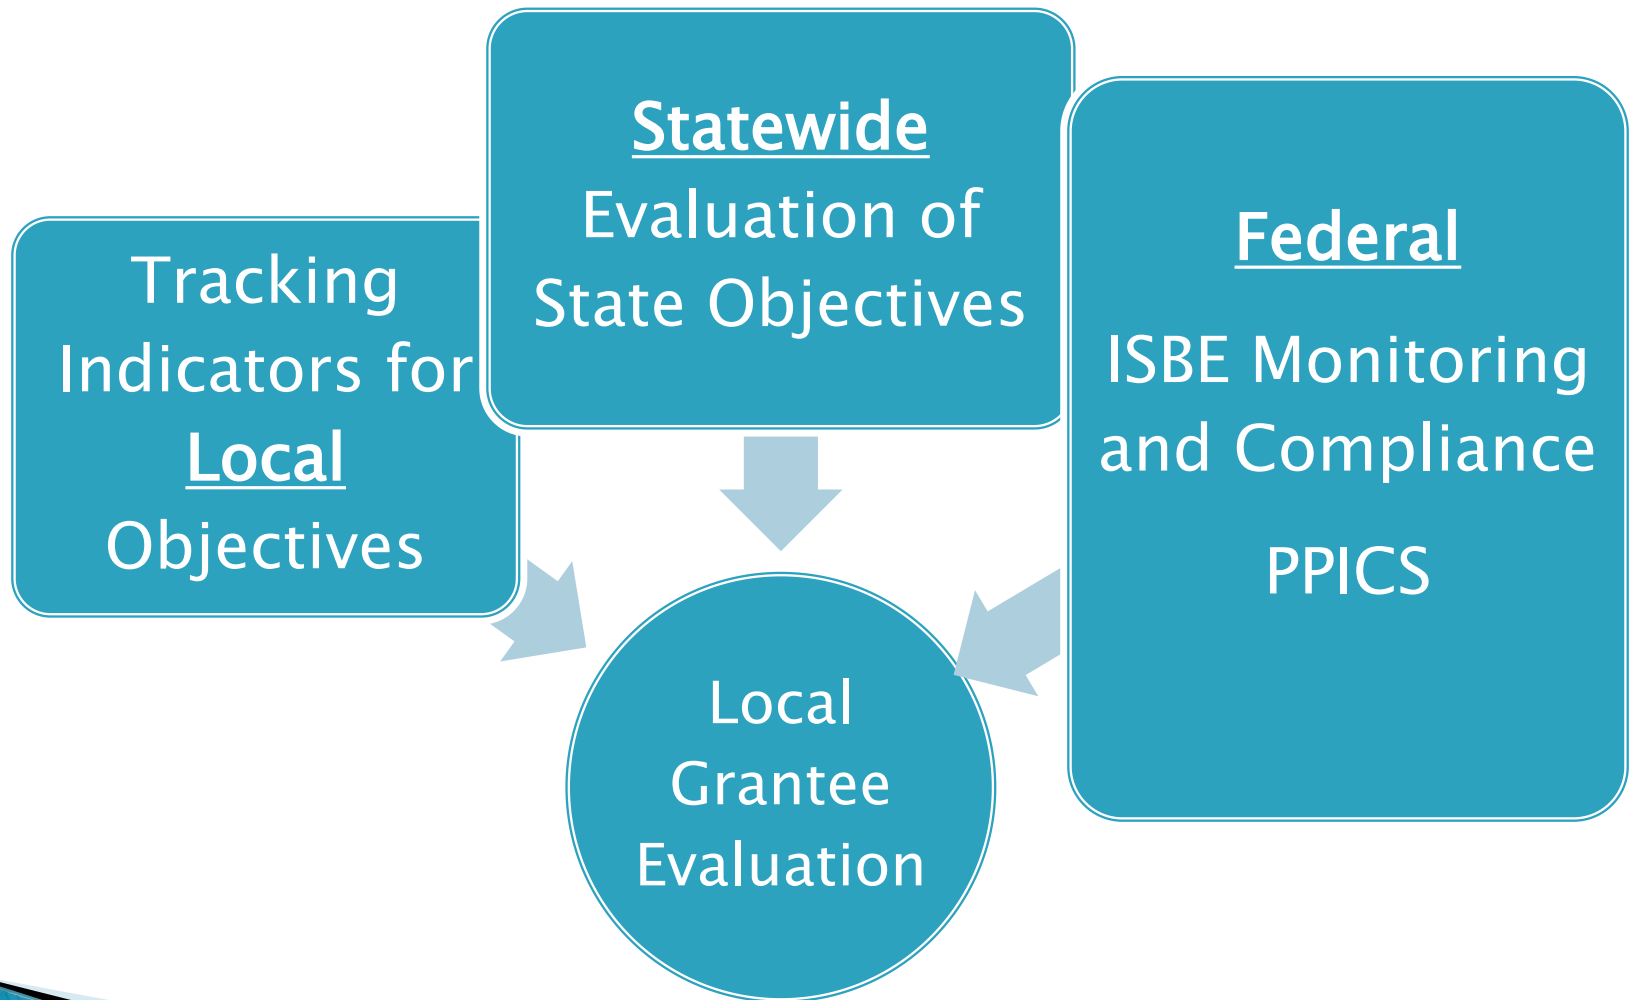 Tracking
Indicators for
Local
Objectives
Statewide
Evaluation of
State Objectives
Federal
ISBE Monitoring
and Compliance
PPICS
Local
Grantee
Evaluation